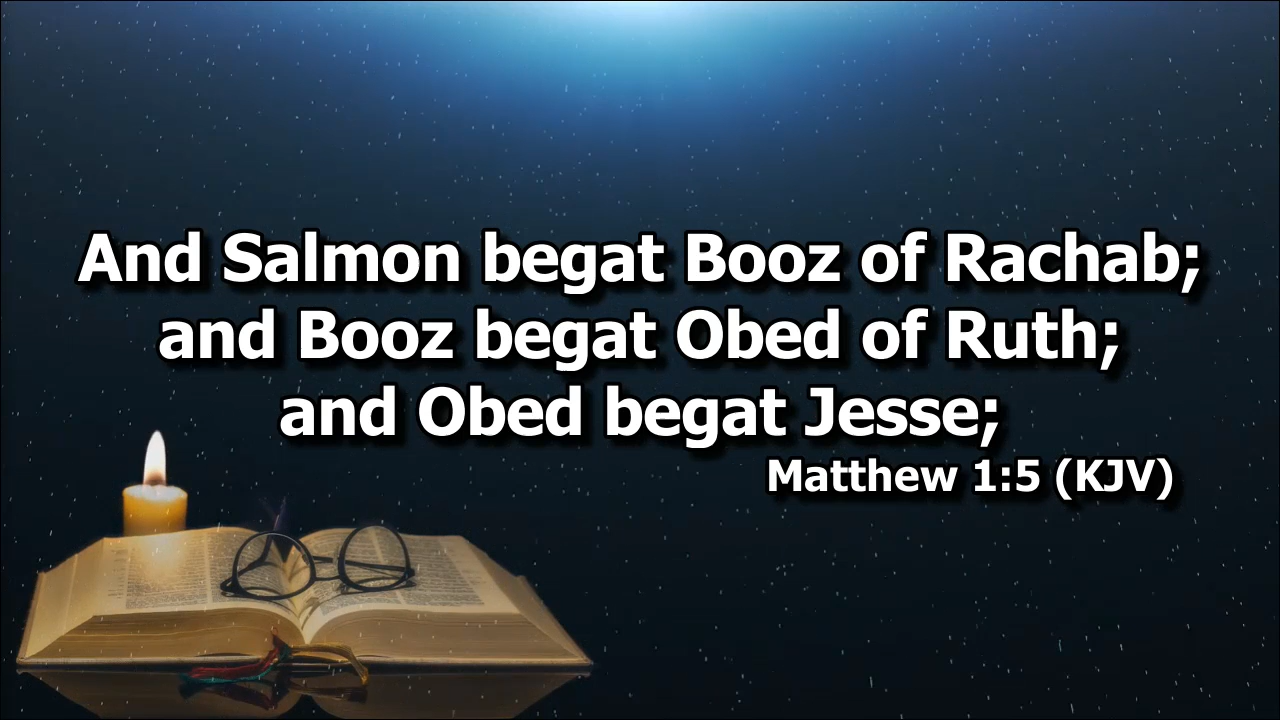 And Salmon begat Booz of Rachab;
and Booz begat Obed of Ruth;
and Obed begat Jesse;
Matthew 1:5 (KJV)